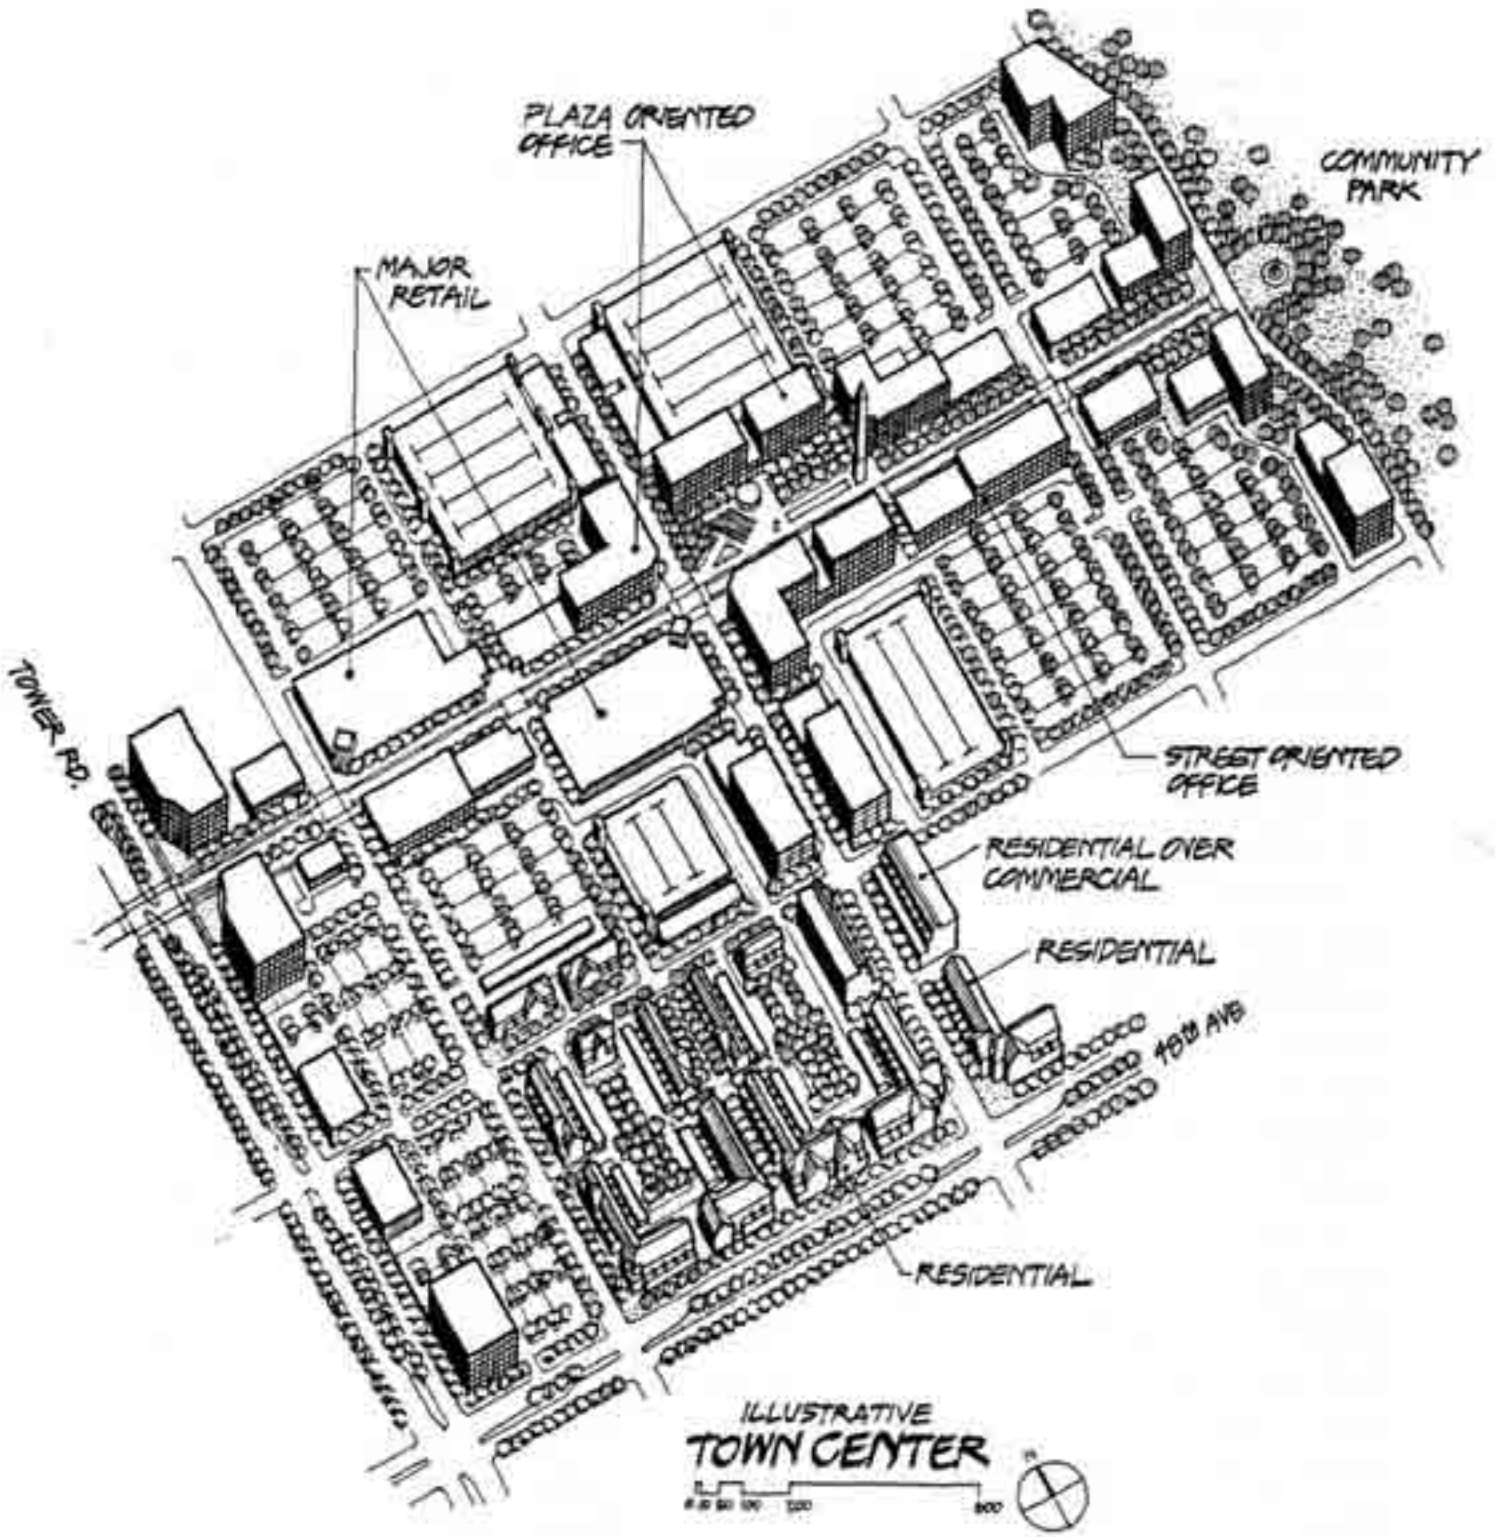 PLAZA ORIENTED
OFFICE
COMMUNITY
PARK
MAJOR
RETAIL
TOWER RD.
STREET ORIENTED
OFFICE
RESIDENTIAL OVER
COMMERCIAL
RESIDENTIAL
48TH AVE
RESIDENTIAL
ILLUSTRATIVE
TOWN CENTER
100